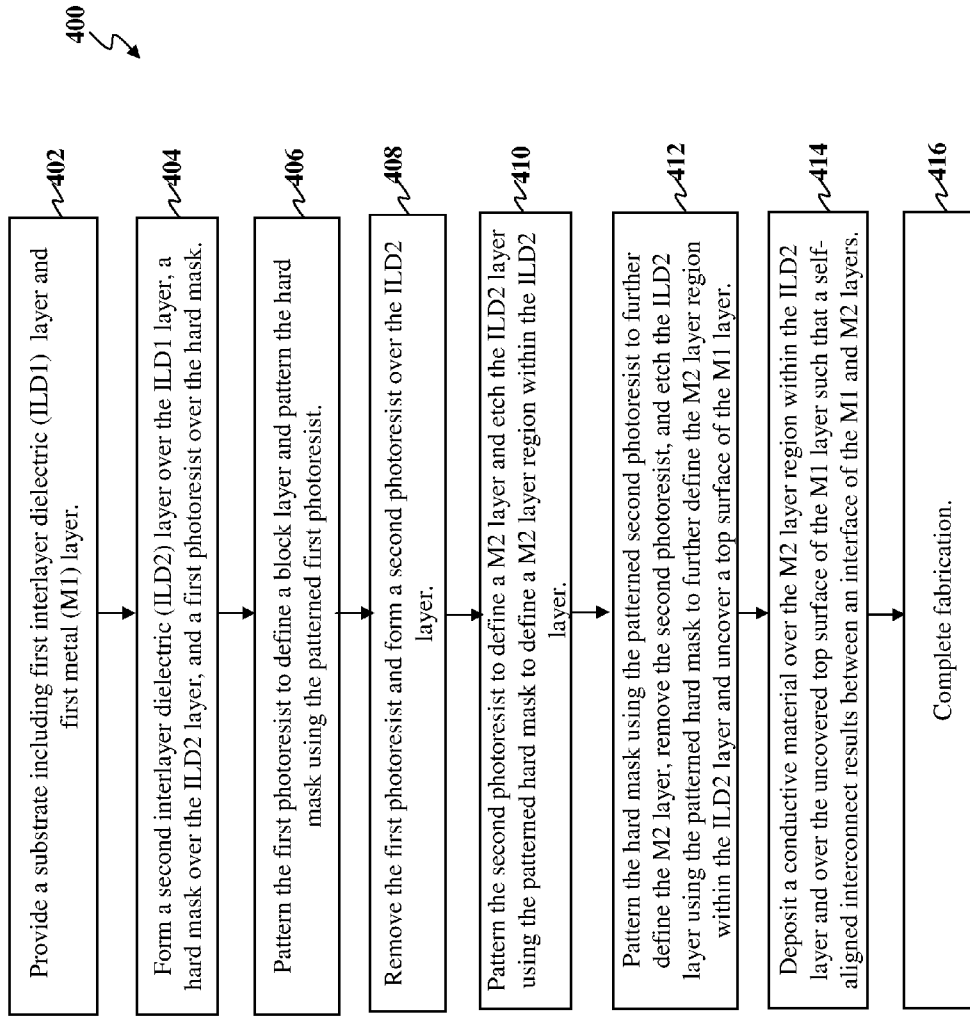 400
Provide a substrate including first interlayer dielectric (ILD1) layer and
first metal (M1) layer.
402
Form a second interlayer dielectric (ILD2) layer over the ILD1 layer, a
hard mask over the ILD2 layer, and a first photoresist over the hard mask.
404
Pattern the first photoresist to define a block layer and pattern the hard
mask using the patterned first photoresist.
406
Remove the first photoresist and form a second photoresist over the ILD2
layer.
408
Pattern the second photoresist to define a M2 layer and etch the ILD2 layer
using the patterned hard mask to define a M2 layer region within the ILD2
layer.
410
Pattern the hard mask using the patterned second photoresist to further
define the M2 layer, remove the second photoresist, and etch the ILD2
layer using the patterned hard mask to further define the M2 layer region
within the ILD2 layer and uncover a top surface of the M1 layer.
412
Deposit a conductive material over the M2 layer region within the ILD2
layer and over the uncovered top surface of the M1 layer such that a self-
aligned interconnect results between an interface of the M1 and M2 layers.
414
Complete fabrication.
416